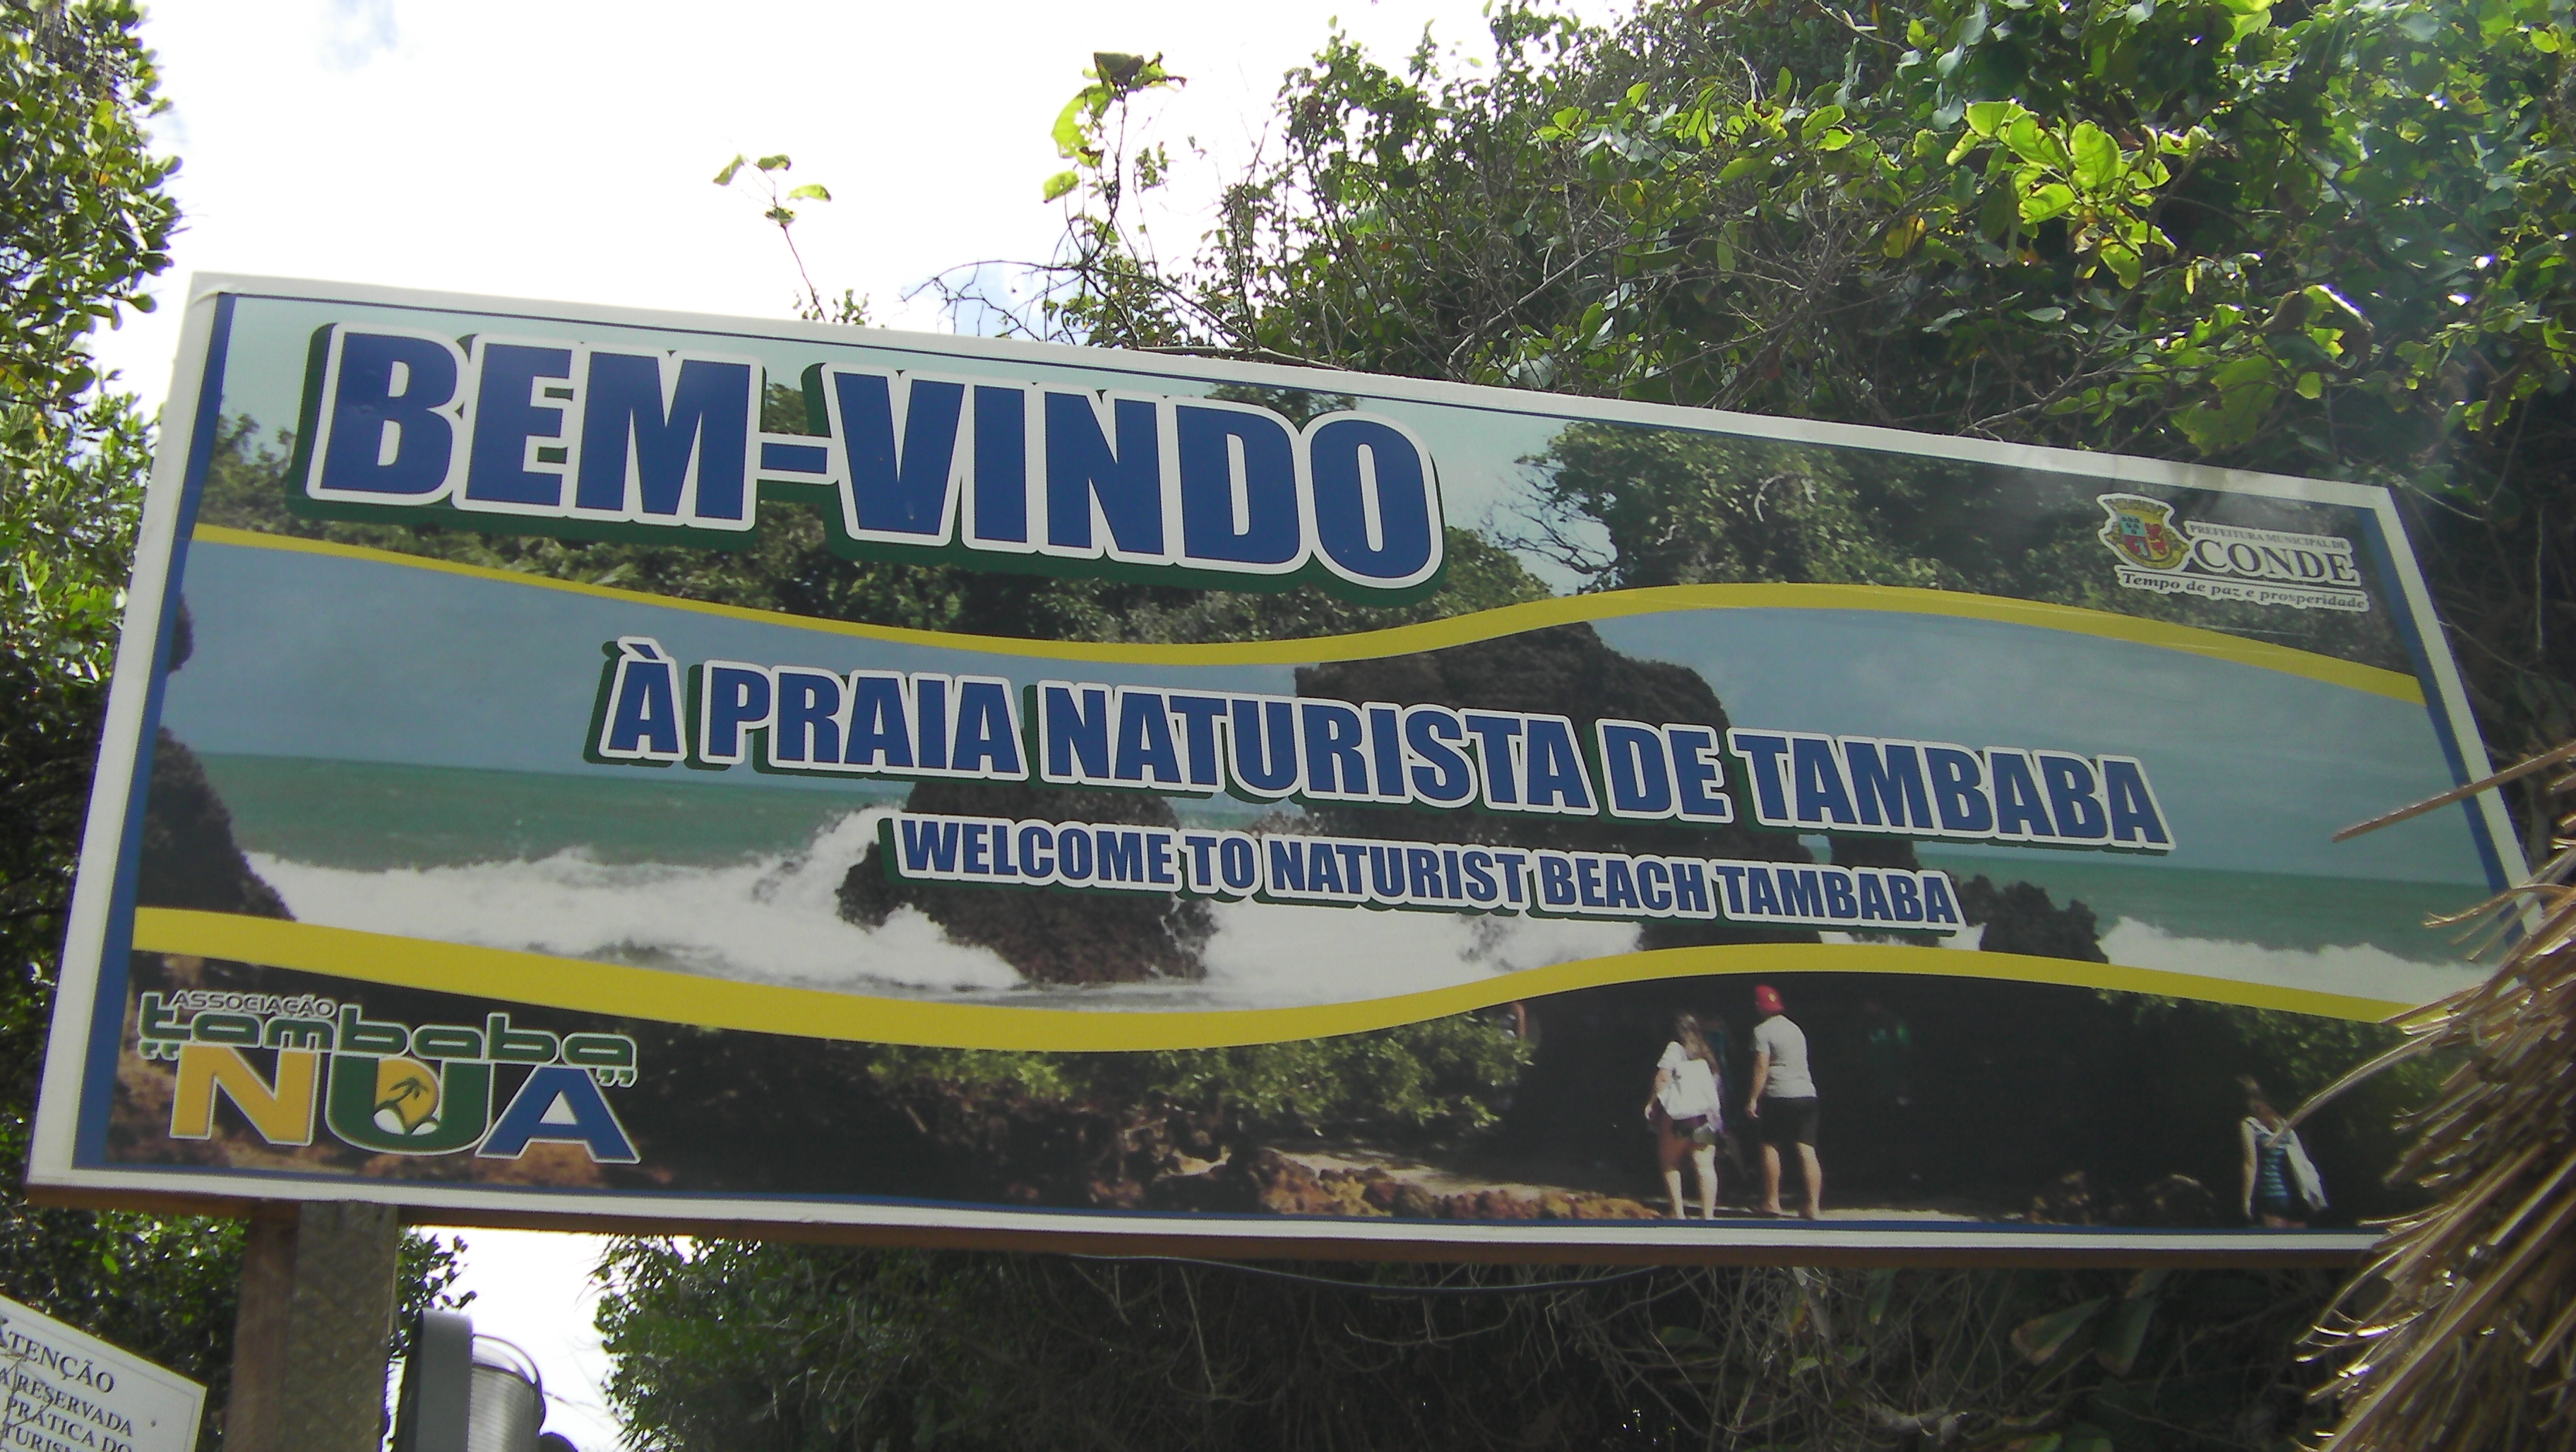 BEM-VINDO
PREFEITURA MUNICIPAL DE
CONDE
Tempo de paz e prosperidade
À PRAIA NATURISTA DE TAMBABA
WELCOME TO NATURIST BEACH TAMBABA
ASSOCIAÇÃO
tambaba
"NUA"
ATENÇÃO
RESERVADA
PRÁTICA DO